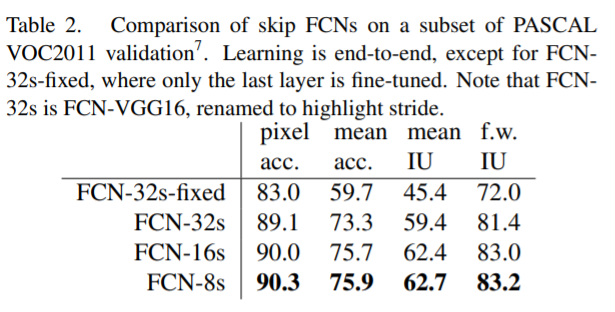 Table 2. Comparison of skip FCNs on a subset of PASCAL
VOC2011 validation⁷. Learning is end-to-end, except for FCN-
32s-fixed, where only the last layer is fine-tuned. Note that FCN-
32s is FCN-VGG16, renamed to highlight stride.
pixel mean mean f.w.
acc. acc. IU IU
FCN-32s-fixed 83.0 59.7 45.4 72.0
FCN-32s 89.1 73.3 59.4 81.4
FCN-16s 90.0 75.7 62.4 83.0
FCN-8s 90.3 75.9 62.7 83.2